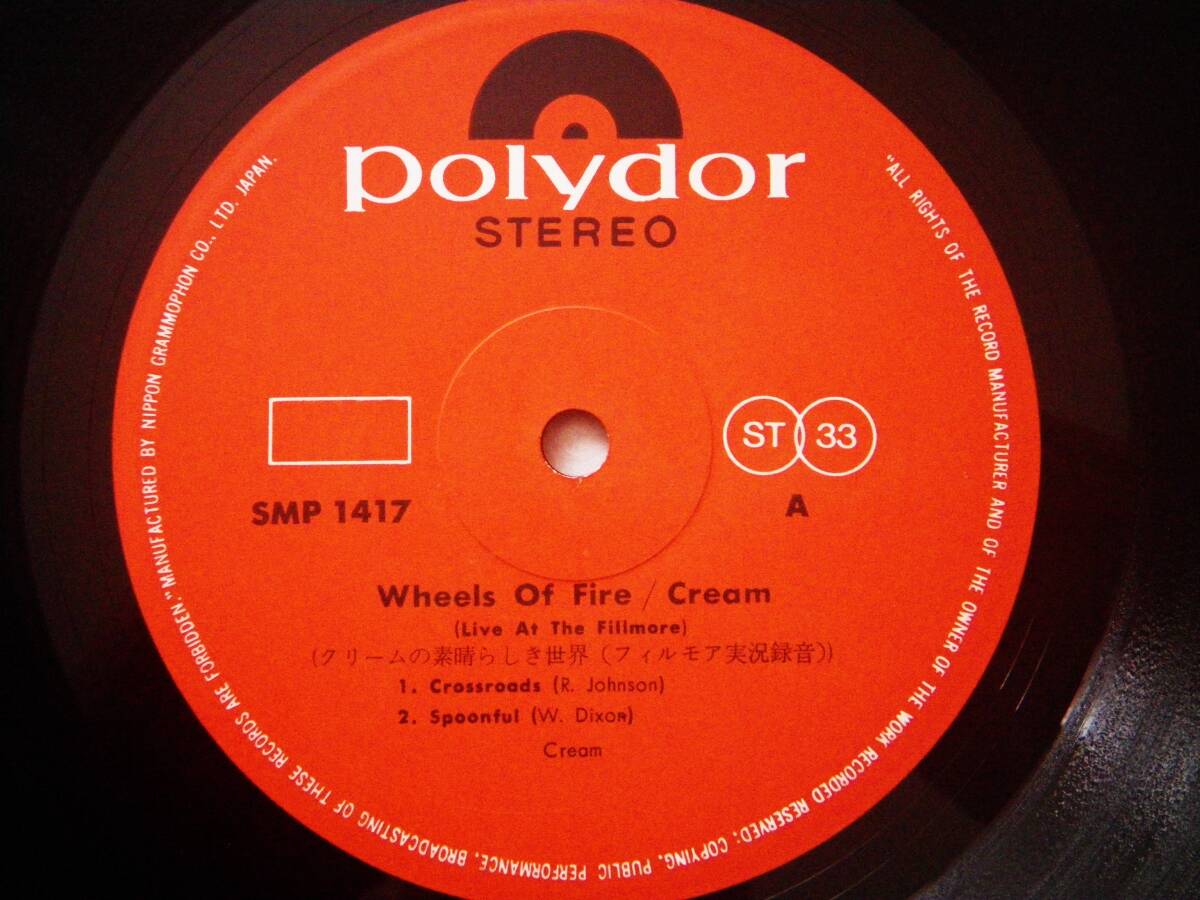 polydor
STEREO
ST 33
SMP 1417
A
Wheels Of Fire / Cream
(Live At The Fillmore)
(クリームの素晴らしき世界（フィルモア実況録音）)
1. Crossroads (R. Johnson)
2. Spoonful (W. Dixon)
Cream
"ALL RIGHTS OF THE RECORD MANUFACTURER AND OF THE OWNER OF THE WORK RECORDED RESERVED; COPYING, PUBLIC PERFORMANCE, BROADCASTING OF THESE RECORDS ARE FORBIDDEN." MANUFACTURED BY NIPPON GRAMMOPHON CO., LTD. JAPAN.